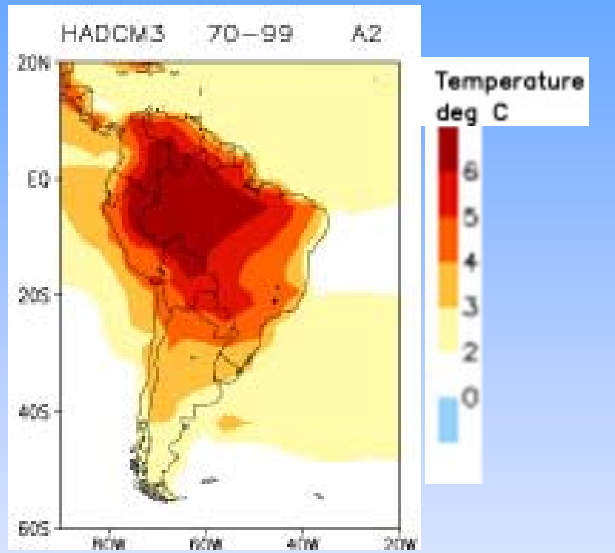 HADCM3 70-99 A2
Temperature
deg C
20N
EQ
20S
40S
60S
80W 60W 40W 20W
6
5
4
3
2
0